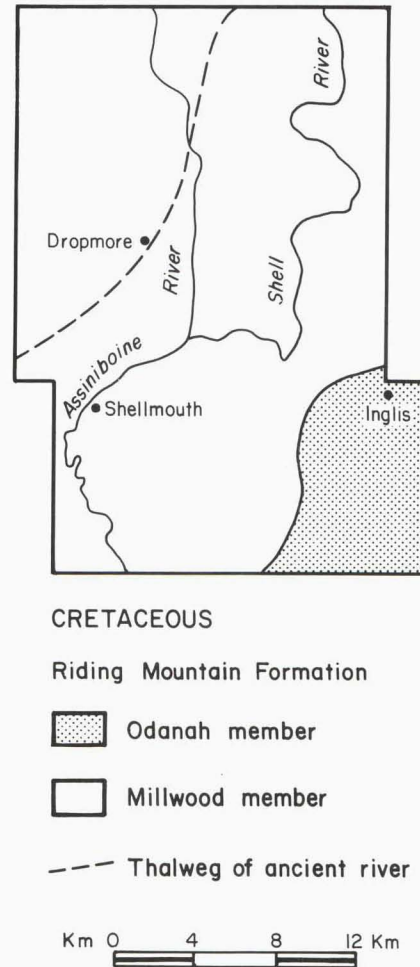 River
Dropmore
River
Shell
Assiniboine
Shellmouth
Inglis
CRETACEOUS
Riding Mountain Formation
Odanah member
Millwood member
Thalweg of ancient river
Km 0 4 8 12 Km